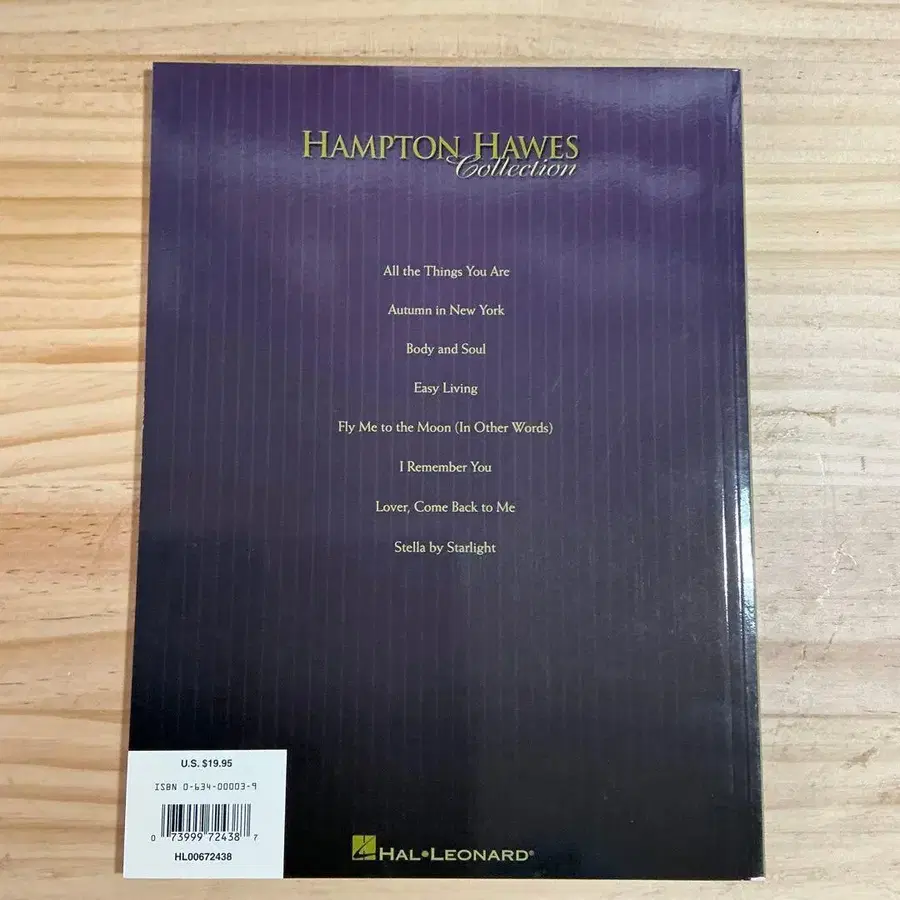 HAMPTON HAWES
Collection
All the Things You Are
Autumn in New York
Body and Soul
Easy Living
Fly Me to the Moon (In Other Words)
I Remember You
Lover, Come Back to Me
Stella by Starlight
U.S. $19.95
ISBN 0-634-00003-9
0 73999 72438 7
HL00672438
HAL•LEONARD®